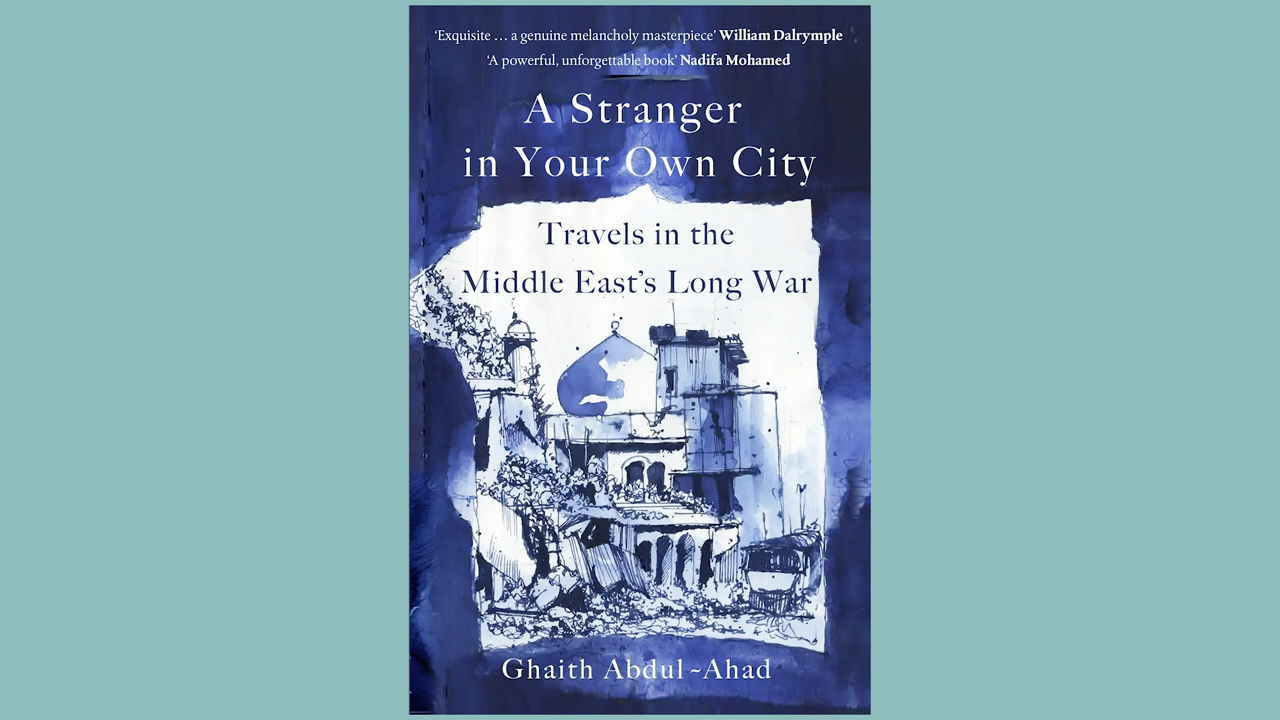 ‘Exquisite … a genuine melancholy masterpiece’ William Dalrymple
‘A powerful, unforgettable book’ Nadifa Mohamed
A Stranger
in Your Own City
Travels in the
Middle East’s Long War
Ghaith Abdul-Ahad